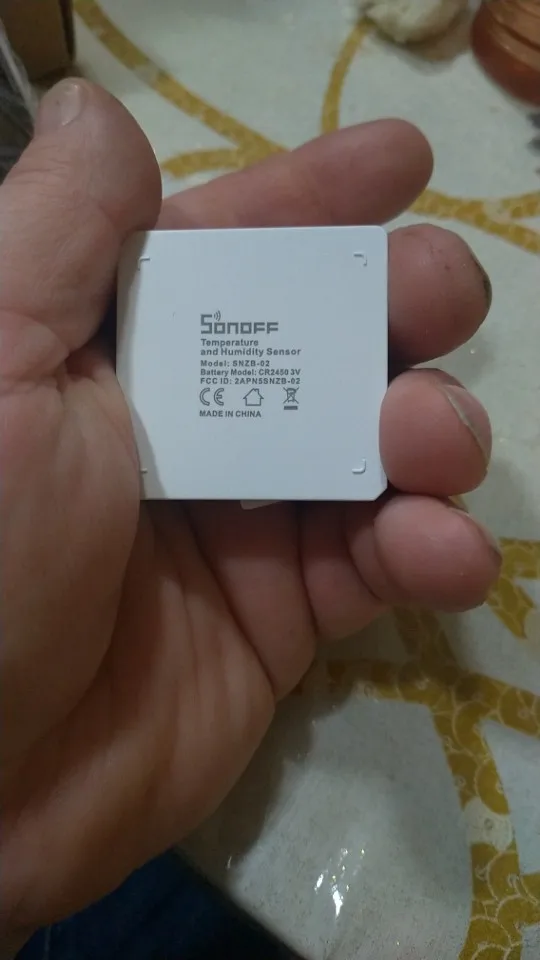 SONOFF
Temperature
and Humidity Sensor
Model: SNZB-02
Battery Model: CR2450 3V
FCC ID: 2APN5SNZB-02
CE
MADE IN CHINA